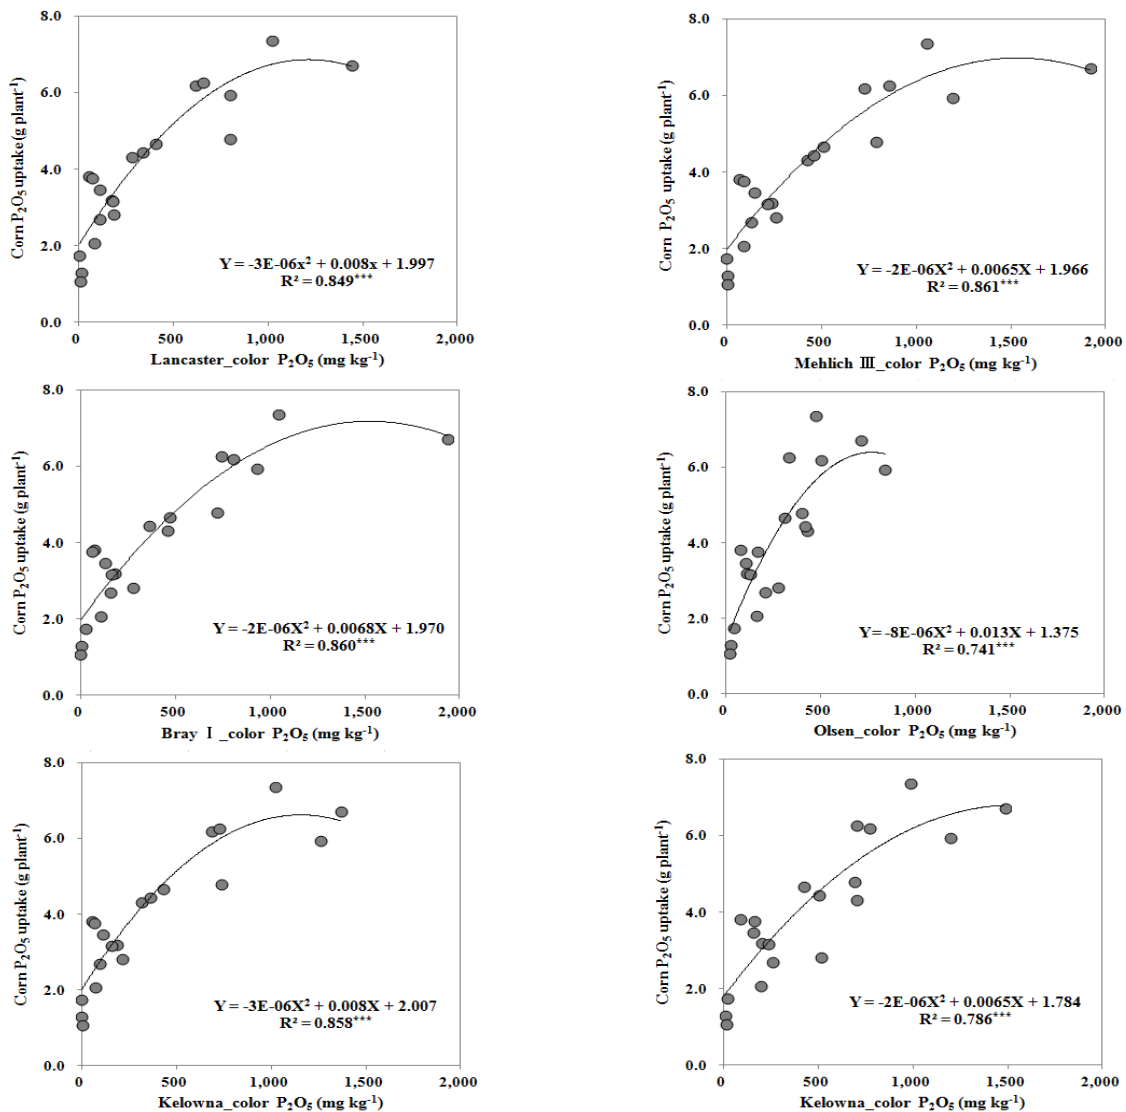 8.0
6.0
4.0
2.0
0.0
Corn P₂O₅ uptake (g plant⁻¹)
Y = -3E-06x² + 0.008x + 1.997
R² = 0.849***
0 500 1,000 1,500 2,000
Lancaster_color P₂O₅ (mg kg⁻¹)
8.0
6.0
4.0
2.0
0.0
Corn P₂O₅ uptake (g plant⁻¹)
Y = -2E-06X² + 0.0065X + 1.966
R² = 0.861***
0 500 1,000 1,500 2,000
Mehlich Ⅲ_color P₂O₅ (mg kg⁻¹)
8.0
6.0
4.0
2.0
0.0
Corn P₂O₅ uptake (g plant⁻¹)
Y = -2E-06X² + 0.0068X + 1.970
R² = 0.860***
0 500 1,000 1,500 2,000
Bray Ⅰ_color P₂O₅ (mg kg⁻¹)
8.0
6.0
4.0
2.0
0.0
Corn P₂O₅ uptake (g plant⁻¹)
Y = -8E-06X² + 0.013X + 1.375
R² = 0.741***
0 500 1,000 1,500 2,000
Olsen_color P₂O₅ (mg kg⁻¹)
8.0
6.0
4.0
2.0
0.0
Corn P₂O₅ uptake (g plant⁻¹)
Y = -3E-06X² + 0.008X + 2.007
R² = 0.858***
0 500 1,000 1,500 2,000
Kelowna_color P₂O₅ (mg kg⁻¹)
8.0
6.0
4.0
2.0
0.0
Corn P₂O₅ uptake (g plant⁻¹)
Y = -2E-06X² + 0.0065X + 1.784
R² = 0.786***
0 500 1,000 1,500 2,000
Kelowna_color P₂O₅ (mg kg⁻¹)